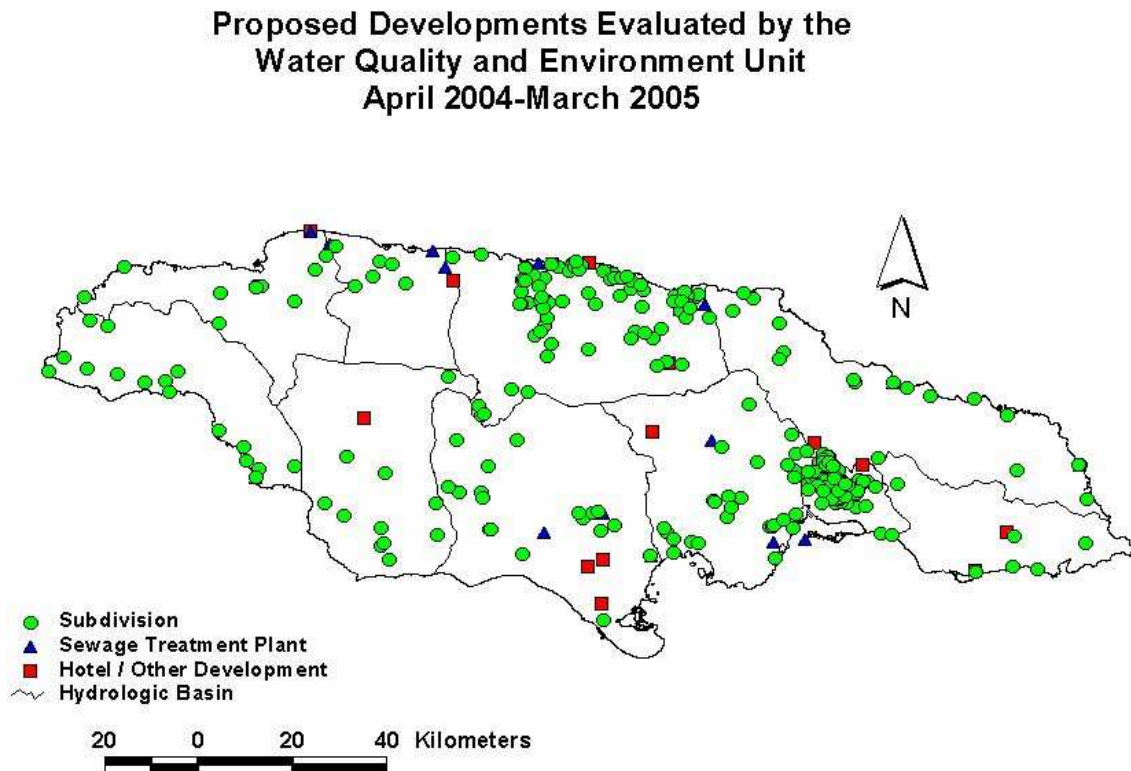 Proposed Developments Evaluated by the
Water Quality and Environment Unit
April 2004-March 2005
N
Subdivision
Sewage Treatment Plant
Hotel / Other Development
Hydrologic Basin
20 0 20 40 Kilometers